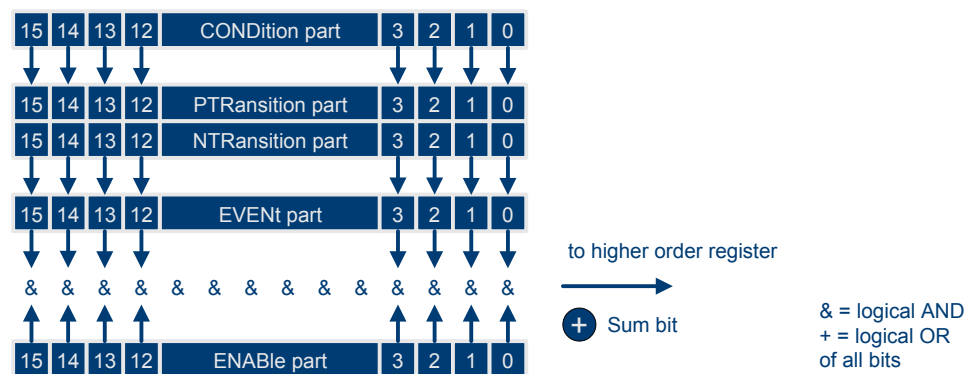 15 14 13 12 CONDition part 3 2 1 0
15 14 13 12 PTRansition part 3 2 1 0
15 14 13 12 NTRansition part 3 2 1 0
15 14 13 12 EVENt part 3 2 1 0
to higher order register
& & & & & & & & & & & & & &
+ Sum bit
& = logical AND
+ = logical OR
of all bits
15 14 13 12 ENABle part 3 2 1 0